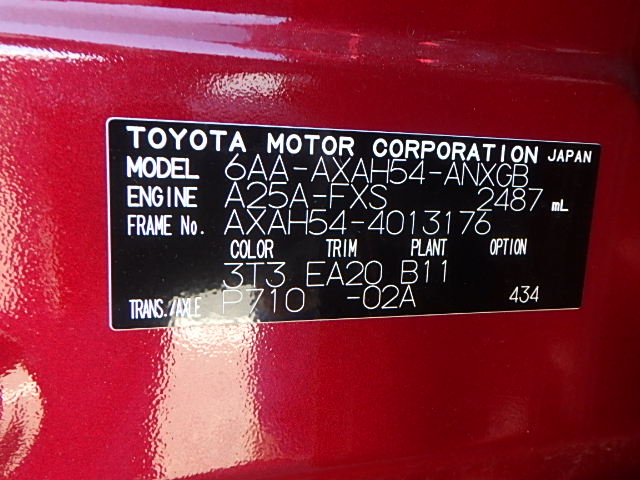 TOYOTA MOTOR CORPORATION JAPAN
MODEL 6AA-AXAH54-ANXGB
ENGINE A25A-FXS 2487 mL
FRAME No. AXAH54-4013176
COLOR TRIM PLANT OPTION
3T3 EA20 B11
TRANS./AXLE P710 -02A 434